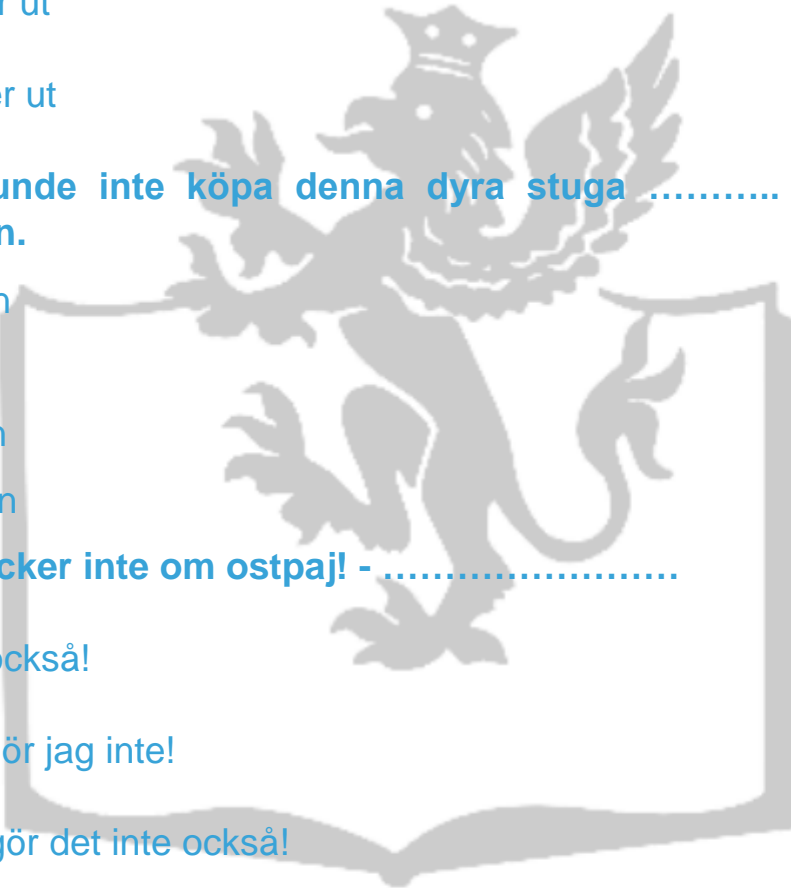 r ut
er ut
unde inte köpa denna dyra stuga ………..
n.
n
n
n
cker inte om ostpaj! - ……………………
också!
ör jag inte!
gör det inte också!